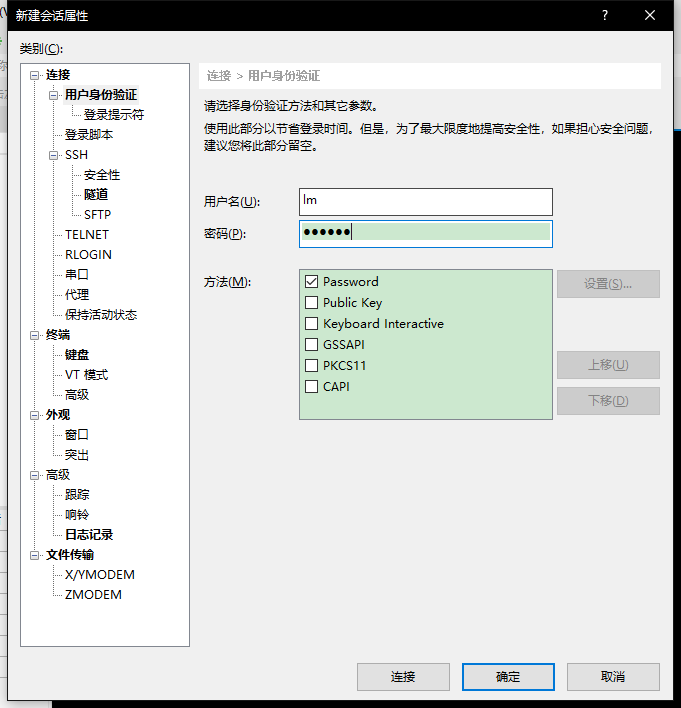 新建会话属性
?
类别(C):
连接
用户身份验证
登录提示符
登录脚本
SSH
安全性
隧道
SFTP
TELNET
RLOGIN
串口
代理
保持活动状态
终端
键盘
VT 模式
高级
外观
窗口
突出
高级
跟踪
响铃
日志记录
文件传输
X/YMODEM
ZMODEM
连接 > 用户身份验证
请选择身份验证方法和其它参数。
使用此部分以节省登录时间。但是，为了最大限度地提高安全性，如果担心安全问题，
建议您将此部分留空。
用户名(U):
lm
密码(P):
●●●●●●
方法(M):
Password
Public Key
Keyboard Interactive
GSSAPI
PKCS11
CAPI
设置(S)...
上移(U)
下移(D)
连接
确定
取消